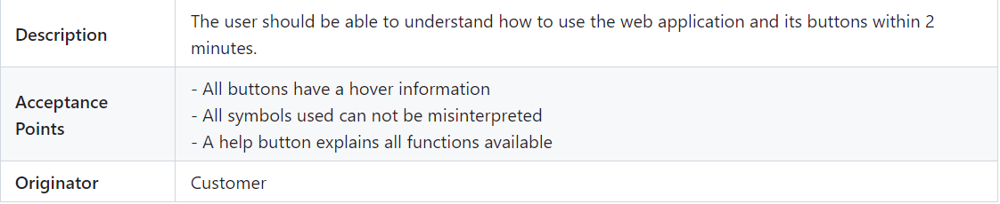 Description
The user should be able to understand how to use the web application and its buttons within 2
minutes.
Acceptance
Points
- All buttons have a hover information
- All symbols used can not be misinterpreted
- A help button explains all functions available
Originator
Customer